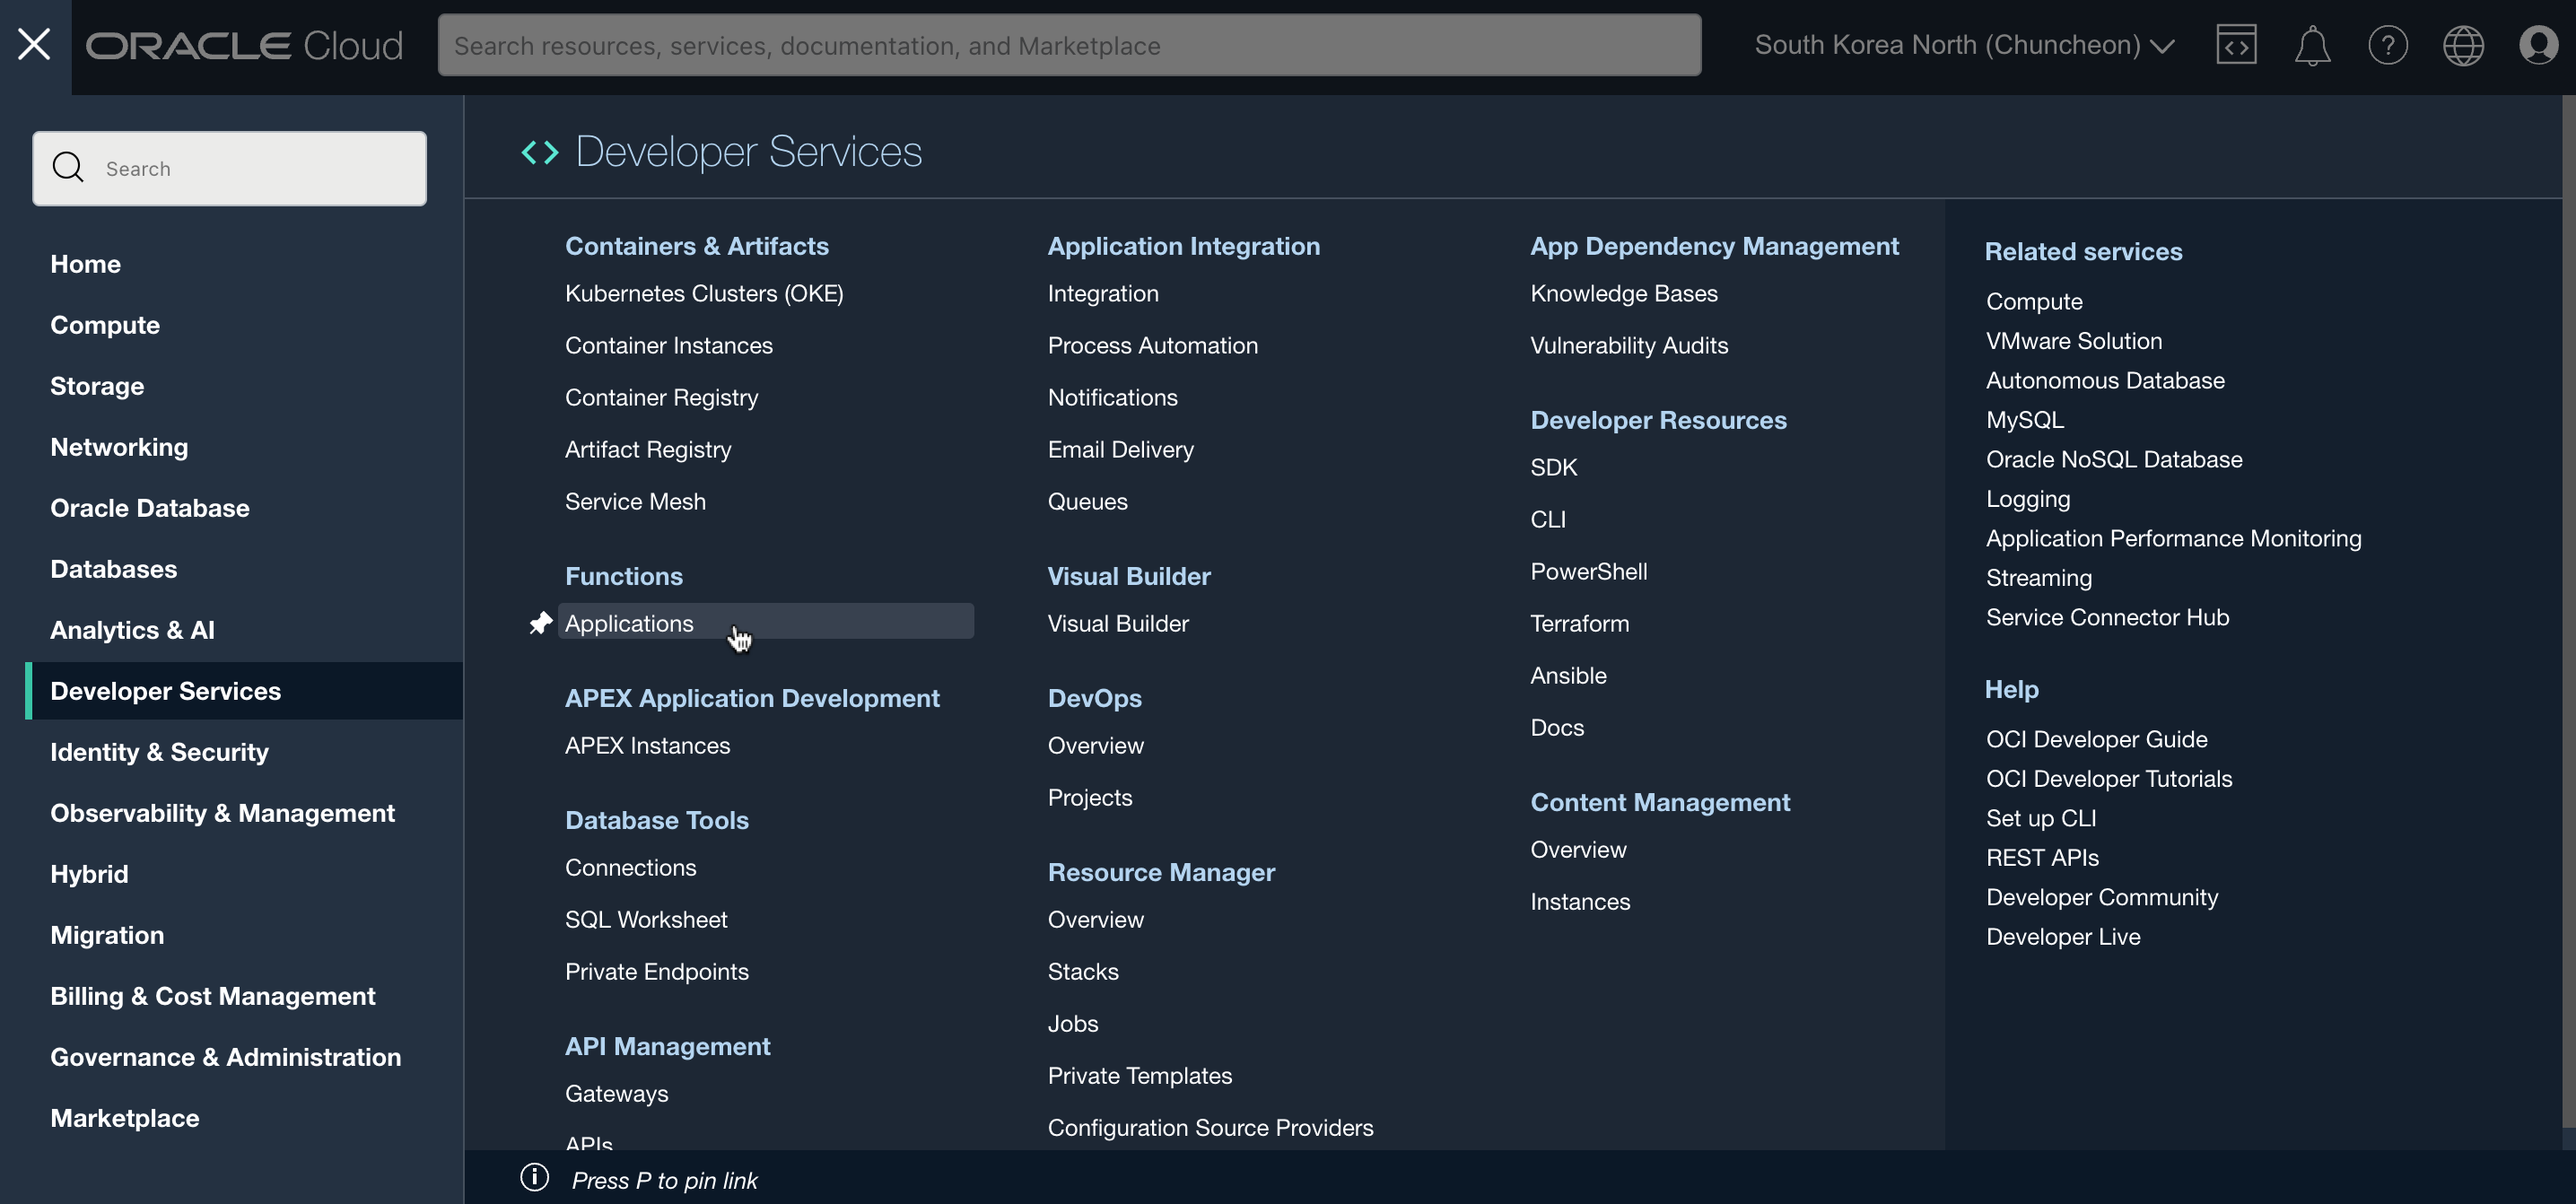 ORACLE Cloud
Search resources, services, documentation, and Marketplace
South Korea North (Chuncheon)
Search
Home
Compute
Storage
Networking
Oracle Database
Databases
Analytics & AI
Developer Services
Identity & Security
Observability & Management
Hybrid
Migration
Billing & Cost Management
Governance & Administration
Marketplace
Developer Services
Containers & Artifacts
Kubernetes Clusters (OKE)
Container Instances
Container Registry
Artifact Registry
Service Mesh
Functions
Applications
APEX Application Development
APEX Instances
Database Tools
Connections
SQL Worksheet
Private Endpoints
API Management
Gateways
APIs
Application Integration
Integration
Process Automation
Notifications
Email Delivery
Queues
Visual Builder
Visual Builder
DevOps
Overview
Projects
Resource Manager
Overview
Stacks
Jobs
Private Templates
Configuration Source Providers
App Dependency Management
Knowledge Bases
Vulnerability Audits
Developer Resources
SDK
CLI
PowerShell
Terraform
Ansible
Docs
Content Management
Overview
Instances
Related services
Compute
VMware Solution
Autonomous Database
MySQL
Oracle NoSQL Database
Logging
Application Performance Monitoring
Streaming
Service Connector Hub
Help
OCI Developer Guide
OCI Developer Tutorials
Set up CLI
REST APIs
Developer Community
Developer Live
Press P to pin link